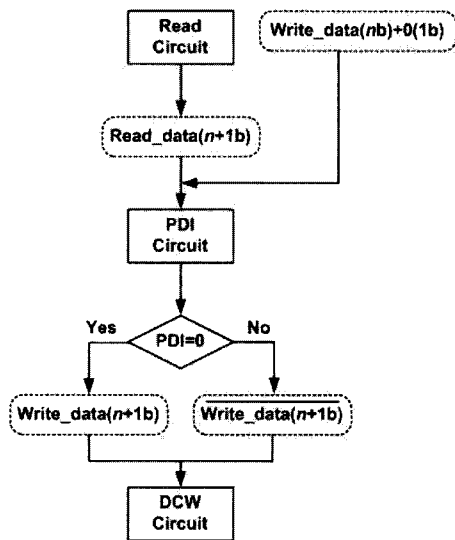 Read
Circuit
Write_data(nb)+0(1b)
Read_data(n+1b)
PDI
Circuit
Yes
No
PDI=0
Write_data(n+1b)
Write_data(n+1b)
DCW
Circuit